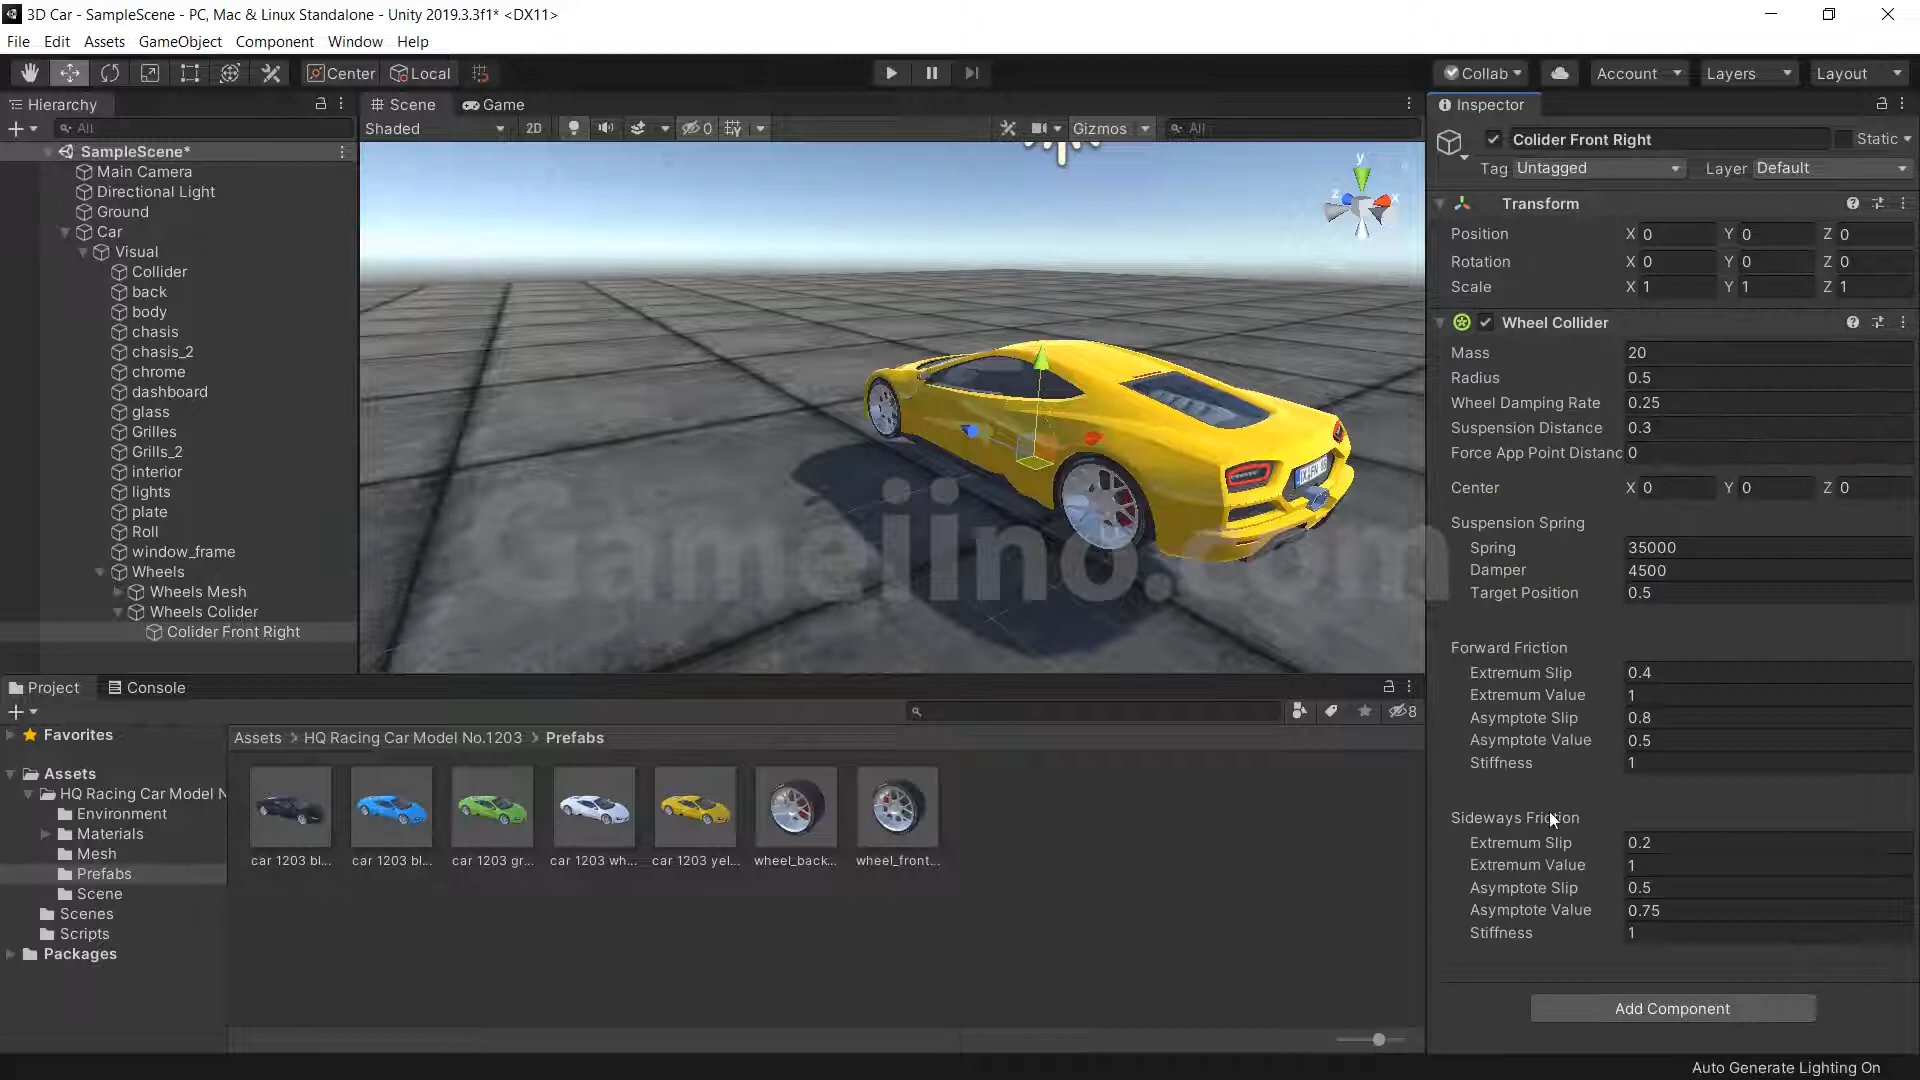 3D Car - SampleScene - PC, Mac & Linux Standalone - Unity 2019.3.3f1* <DX11>
File Edit Assets GameObject Component Window Help
Center Local Collab Account Layers Layout
Hierarchy
All
SampleScene*
Main Camera
Directional Light
Ground
Car
Visual
Collider
back
body
chasis
chasis_2
chrome
dashboard
glass
Grilles
Grills_2
interior
lights
plate
Roll
window_frame
Wheels
Wheels Mesh
Wheels Colider
Colider Front Right
Scene Game
Shaded 2D 0 Gizmos All
y
z x
Gamejino.com
Inspector
Colider Front Right Static
Tag Untagged Layer Default
Transform
Position X 0 Y 0 Z 0
Rotation X 0 Y 0 Z 0
Scale X 1 Y 1 Z 1
Wheel Collider
Mass 20
Radius 0.5
Wheel Damping Rate 0.25
Suspension Distance 0.3
Force App Point Distanc 0
Center X 0 Y 0 Z 0
Suspension Spring
Spring 35000
Damper 4500
Target Position 0.5
Forward Friction
Extremum Slip 0.4
Extremum Value 1
Asymptote Slip 0.8
Asymptote Value 0.5
Stiffness 1
Sideways Friction
Extremum Slip 0.2
Extremum Value 1
Asymptote Slip 0.5
Asymptote Value 0.75
Stiffness 1
Add Component
Project Console
8
Favorites
Assets
HQ Racing Car Model N
Environment
Materials
Mesh
Prefabs
Scene
Scenes
Scripts
Packages
Assets > HQ Racing Car Model No.1203 > Prefabs
car 1203 bl... car 1203 bl... car 1203 gr... car 1203 wh... car 1203 yel... wheel_back... wheel_front...
Auto Generate Lighting On